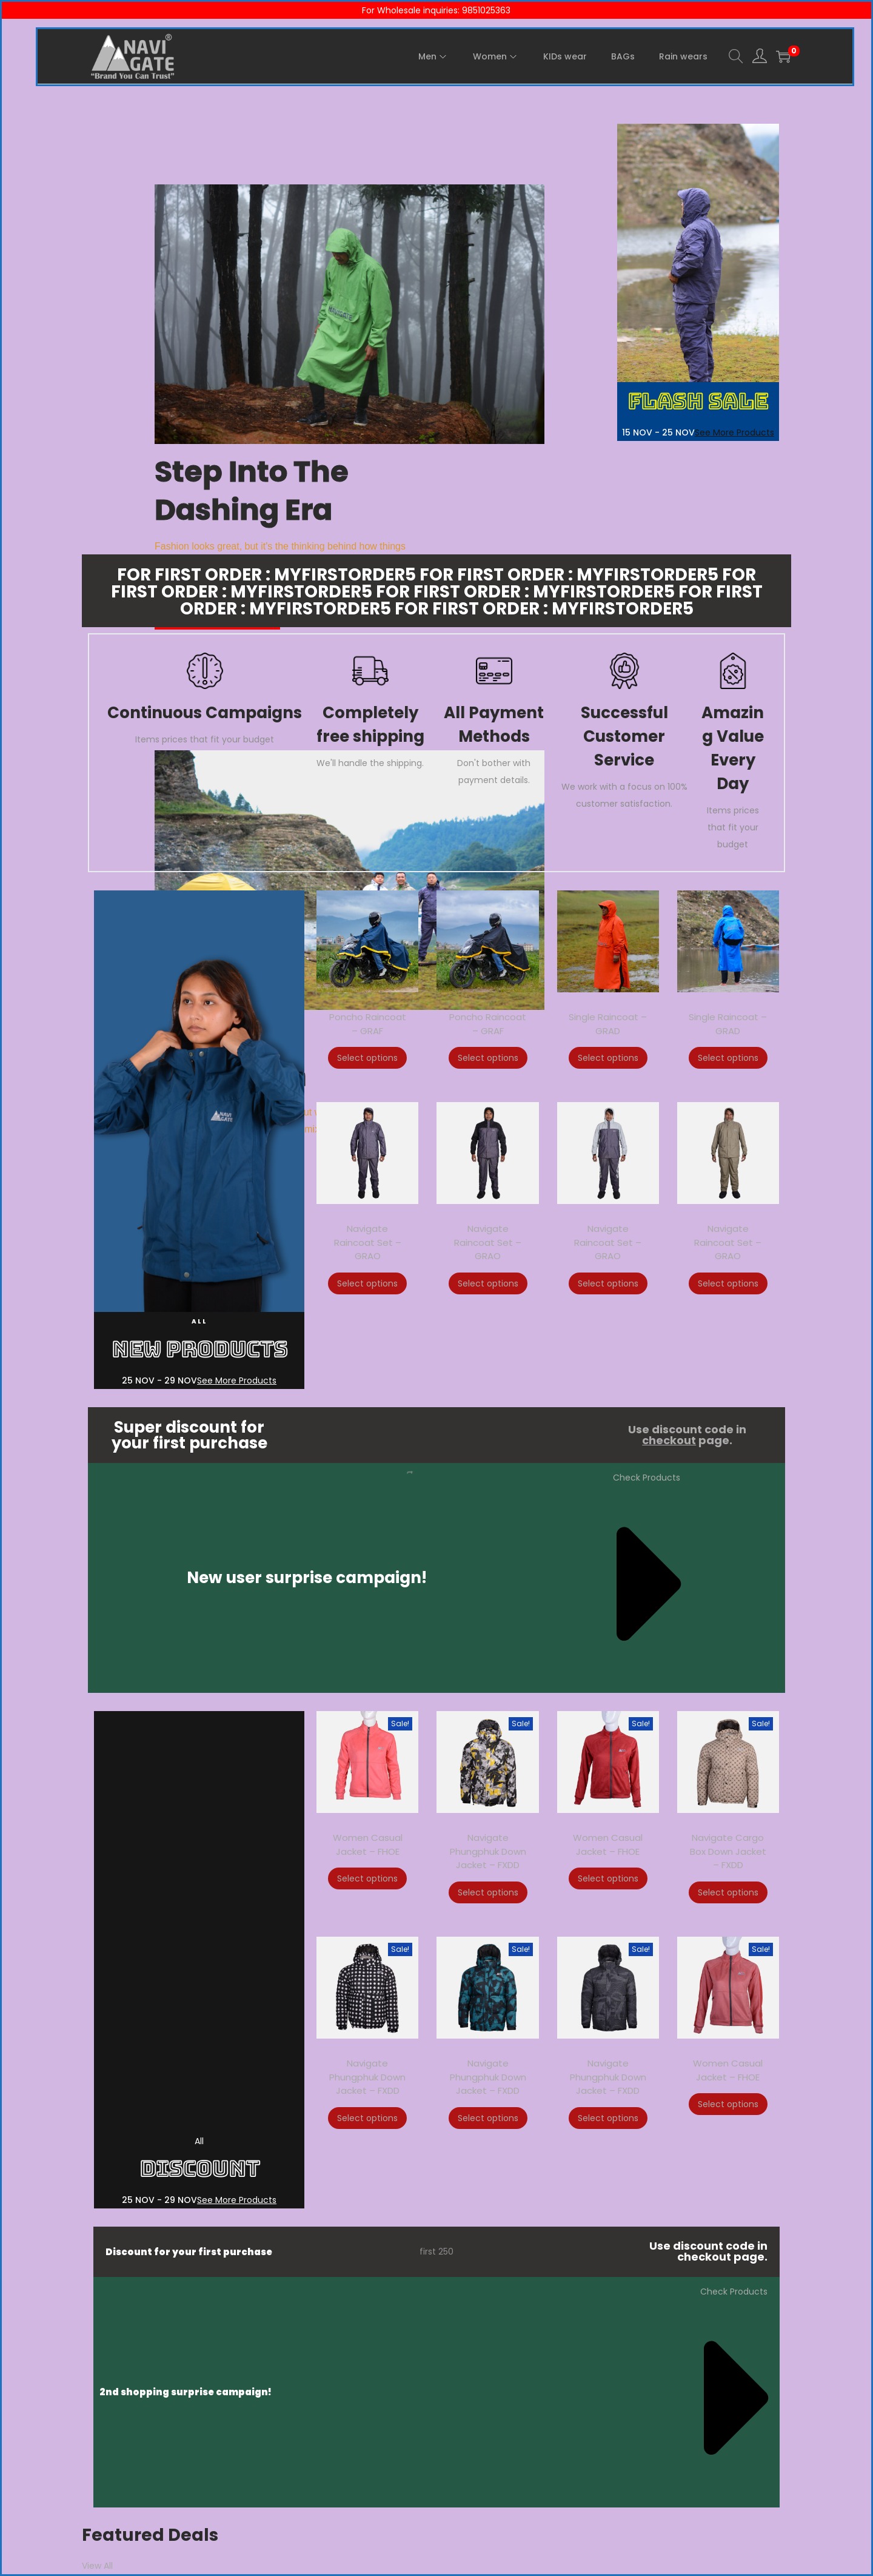 For Wholesale inquiries: 9851025363
NAVI
GATE
®
"Brand You Can Trust"
Men
Women
KIDs wear
BAGs
Rain wears
0
NAVIGATE
FLASH SALE
15 NOV - 25 NOV See More Products
Step Into The
Dashing Era
Fashion looks great, but it's the thinking behind how things
FOR FIRST ORDER : MYFIRSTORDER5 FOR FIRST ORDER : MYFIRSTORDER5 FOR
FIRST ORDER : MYFIRSTORDER5 FOR FIRST ORDER : MYFIRSTORDER5 FOR FIRST
ORDER : MYFIRSTORDER5 FOR FIRST ORDER : MYFIRSTORDER5
Continuous Campaigns
Items prices that fit your budget
Completely
free shipping
We'll handle the shipping.
All Payment
Methods
Don't bother with
payment details.
Successful
Customer
Service
We work with a focus on 100%
customer satisfaction.
Amazin
g Value
Every
Day
Items prices
that fit your
budget
Poncho Raincoat
– GRAF
Select options
Poncho Raincoat
– GRAF
Select options
Single Raincoat –
GRAD
Select options
Single Raincoat –
GRAD
Select options
NAVI
GATE
Navigate
Raincoat Set –
GRAO
Select options
Navigate
Raincoat Set –
GRAO
Select options
Navigate
Raincoat Set –
GRAO
Select options
Navigate
Raincoat Set –
GRAO
Select options
ALL
NEW PRODUCTS
25 NOV - 29 NOV See More Products
Super discount for
your first purchase
Use discount code in
checkout page.
New user surprise campaign!
Check Products
Sale!
Women Casual
Jacket – FHOE
Select options
Sale!
Navigate
Phungphuk Down
Jacket – FXDD
Select options
Sale!
Women Casual
Jacket – FHOE
Select options
Sale!
Navigate Cargo
Box Down Jacket
– FXDD
Select options
Sale!
Navigate
Phungphuk Down
Jacket – FXDD
Select options
Sale!
Navigate
Phungphuk Down
Jacket – FXDD
Select options
Sale!
Navigate
Phungphuk Down
Jacket – FXDD
Select options
Sale!
Women Casual
Jacket – FHOE
Select options
All
DISCOUNT
25 NOV - 29 NOV See More Products
Discount for your first purchase
first 250
Use discount code in
checkout page.
2nd shopping surprise campaign!
Check Products
Featured Deals
View All